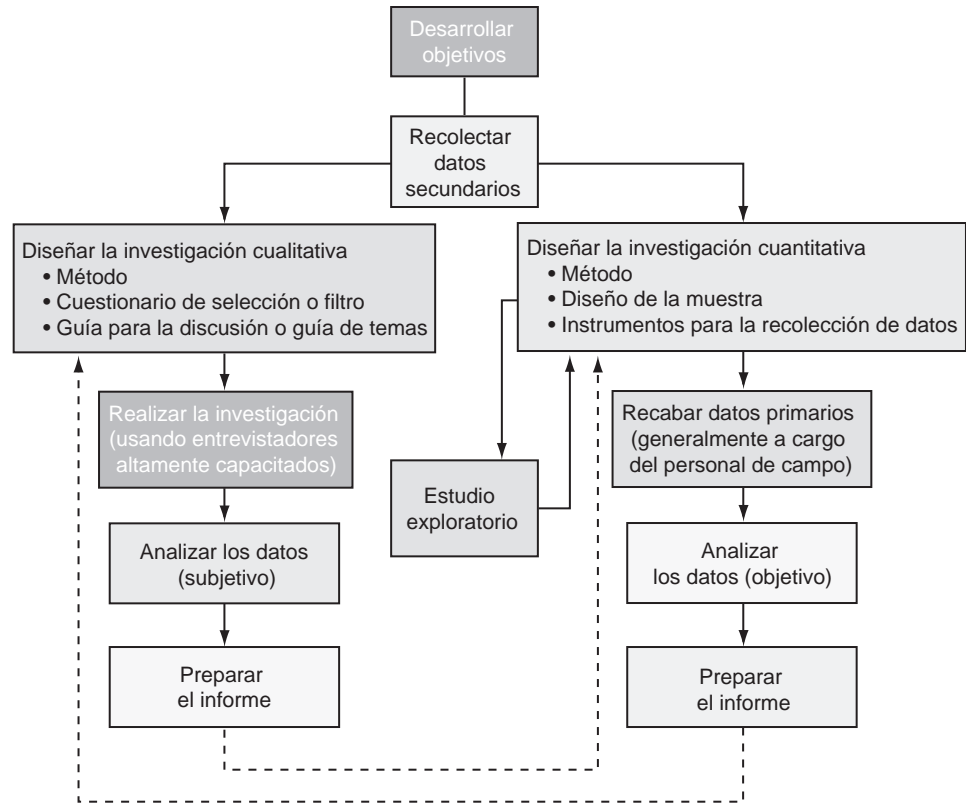 Desarrollar
objetivos
Recolectar
datos
secundarios
Diseñar la investigación cualitativa
• Método
• Cuestionario de selección o filtro
• Guía para la discusión o guía de temas
Diseñar la investigación cuantitativa
• Método
• Diseño de la muestra
• Instrumentos para la recolección de datos
Realizar la investigación
(usando entrevistadores
altamente capacitados)
Recabar datos primarios
(generalmente a cargo
del personal de campo)
Estudio
exploratorio
Analizar los datos
(subjetivo)
Analizar
los datos (objetivo)
Preparar
el informe
Preparar
el informe